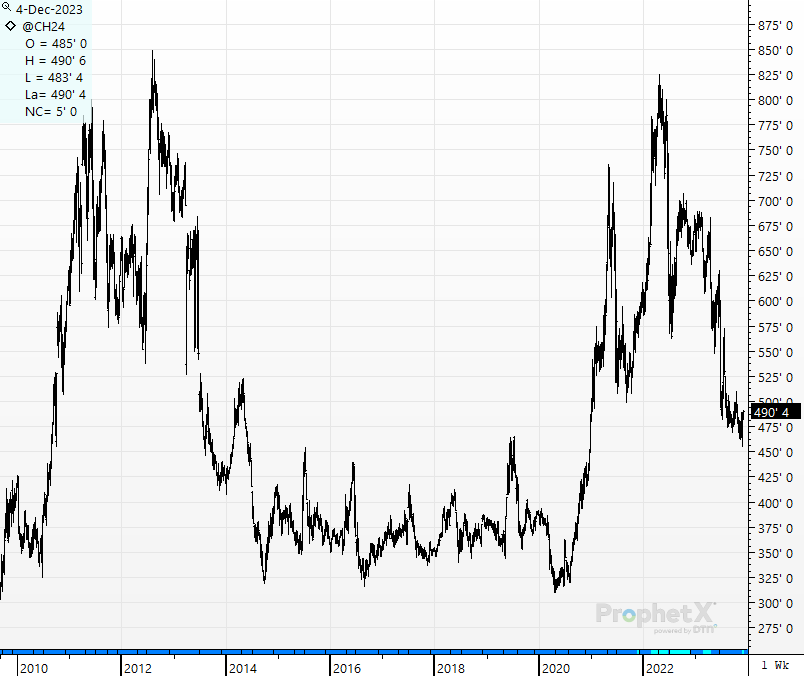 4-Dec-2023
@CH24
O = 485' 0
H = 490' 6
L = 483' 4
La= 490' 4
NC= 5' 0
875' 0
850' 0
825' 0
800' 0
775' 0
750' 0
725' 0
700' 0
675' 0
650' 0
625' 0
600' 0
575' 0
550' 0
525' 0
500' 0
490' 4
475' 0
450' 0
425' 0
400' 0
375' 0
350' 0
325' 0
300' 0
275' 0
ProphetX
powered by DTN
2010 2012 2014 2016 2018 2020 2022 1 Wk